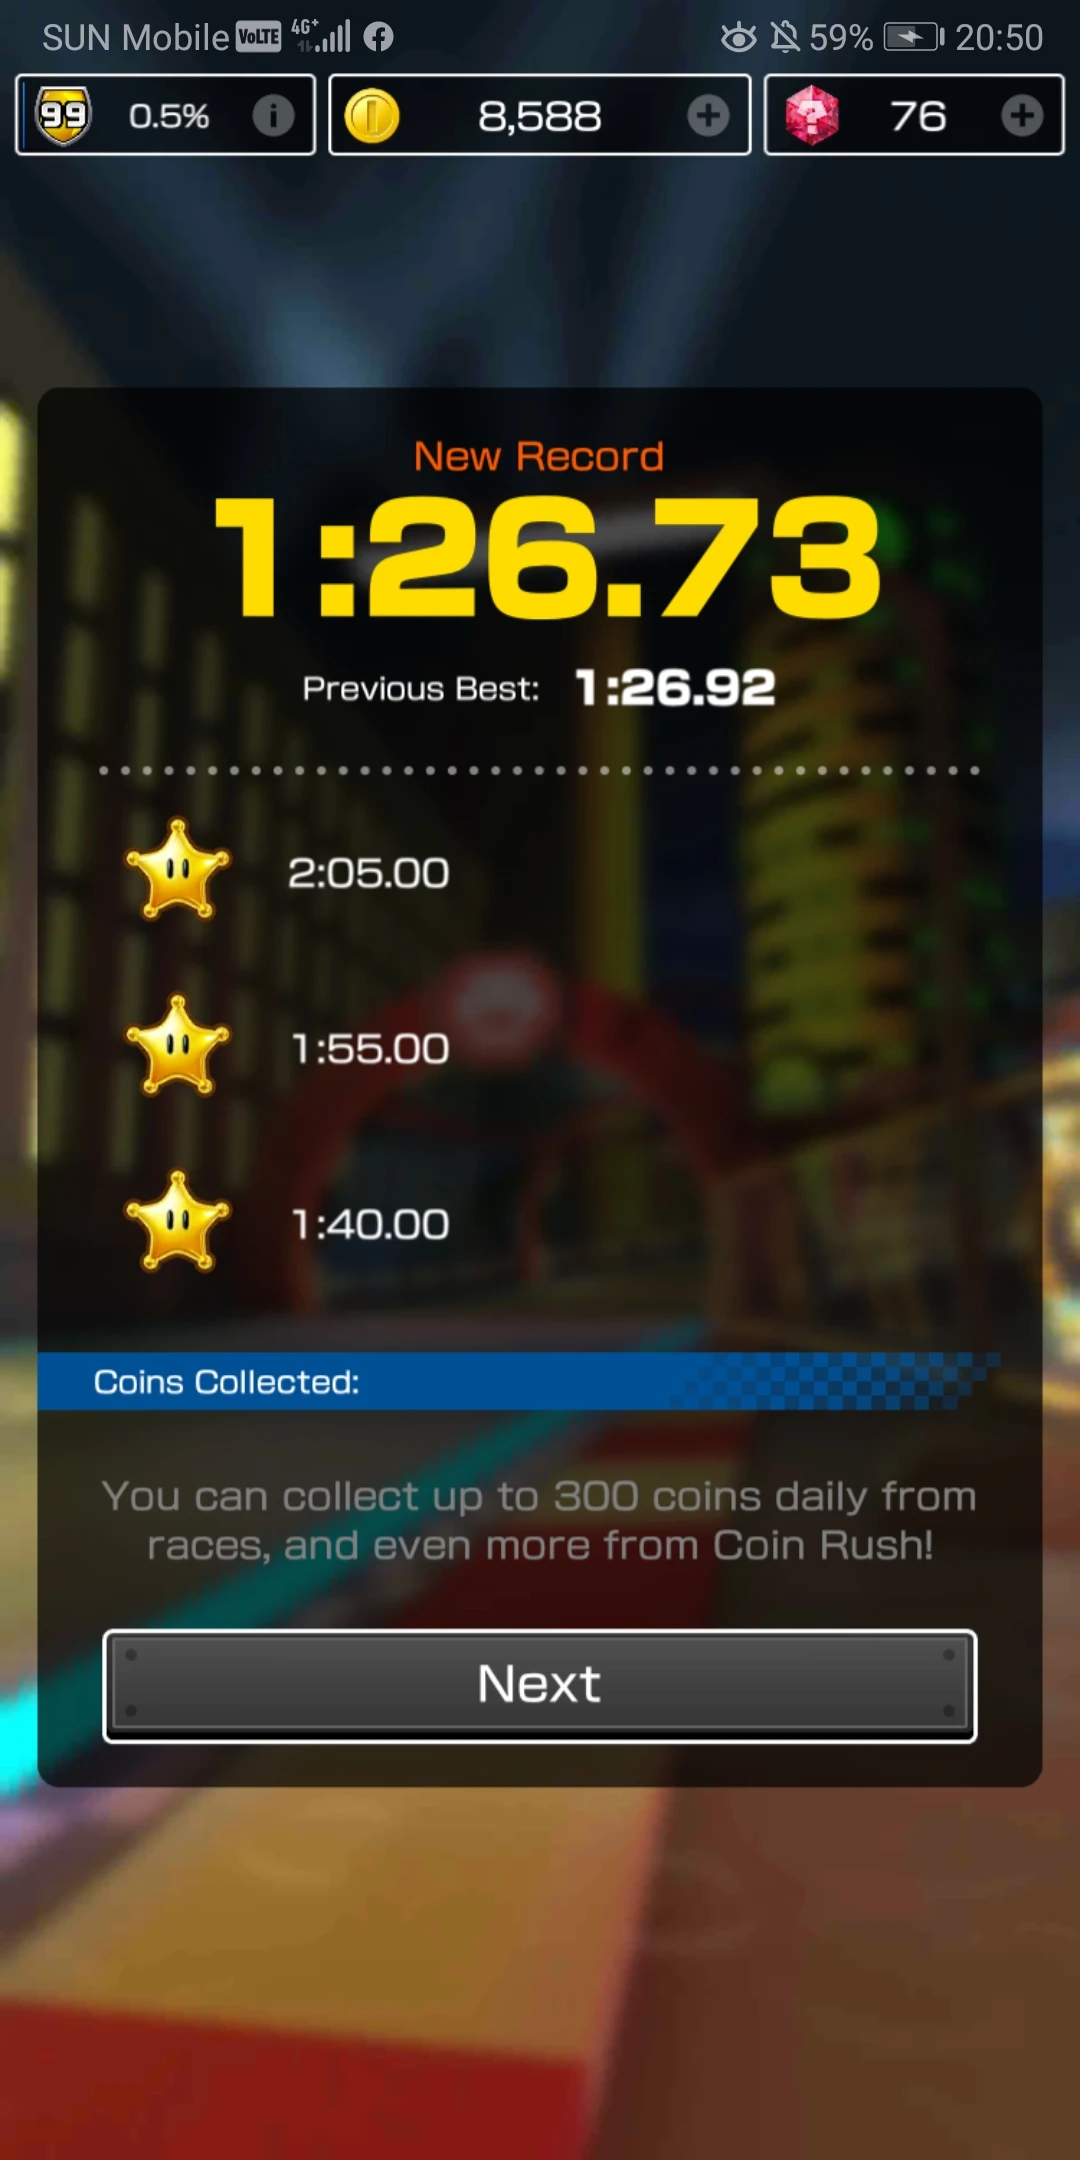 SUN Mobile VoLTE 4G+ 59% 20:50
99 0.5% i 8,588 + ? 76 +
New Record
1:26.73
Previous Best: 1:26.92
2:05.00
1:55.00
1:40.00
Coins Collected:
You can collect up to 300 coins daily from
races, and even more from Coin Rush!
Next